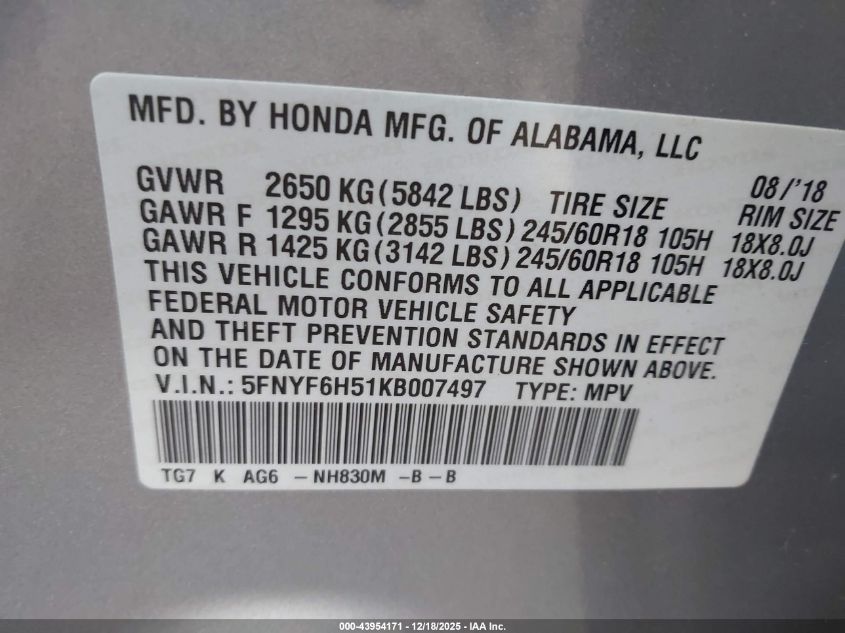 MFD. BY HONDA MFG. OF ALABAMA, LLC
08/'18
GVWR 2650 KG(5842 LBS) TIRE SIZE RIM SIZE
GAWR F 1295 KG(2855 LBS) 245/60R18 105H 18X8.0J
GAWR R 1425 KG(3142 LBS) 245/60R18 105H 18X8.0J
THIS VEHICLE CONFORMS TO ALL APPLICABLE
FEDERAL MOTOR VEHICLE SAFETY
AND THEFT PREVENTION STANDARDS IN EFFECT
ON THE DATE OF MANUFACTURE SHOWN ABOVE.
V.I.N.: 5FNYF6H51KB007497 TYPE: MPV
TG7 K AG6 – NH830M –B – B
000-43954171 - 12/18/2025 - IAA Inc.